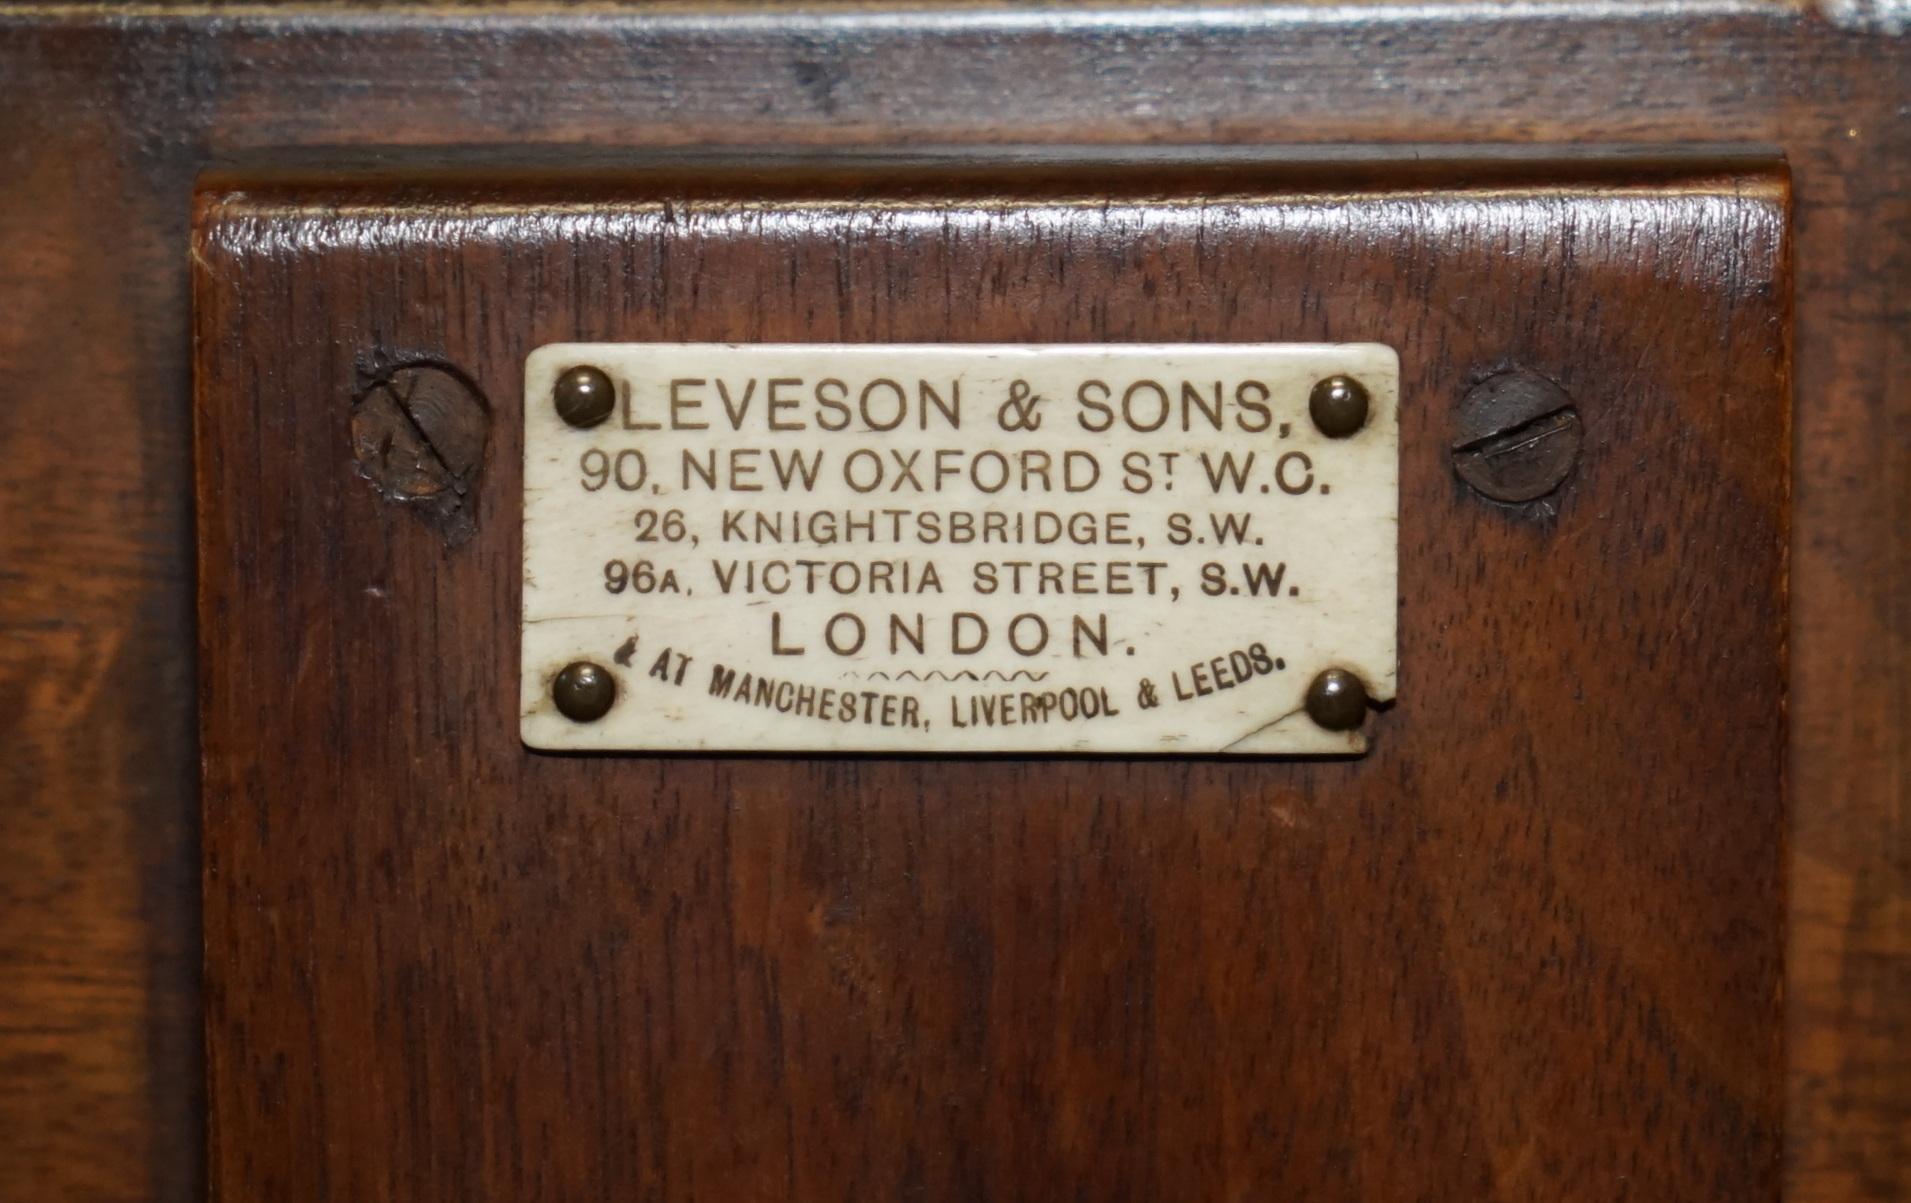 LEVESON & SONS,
90, NEW OXFORD ST W.C.
26, KNIGHTSBRIDGE, S.W.
96A, VICTORIA STREET, S.W.
LONDON.
& AT MANCHESTER, LIVERPOOL & LEEDS.